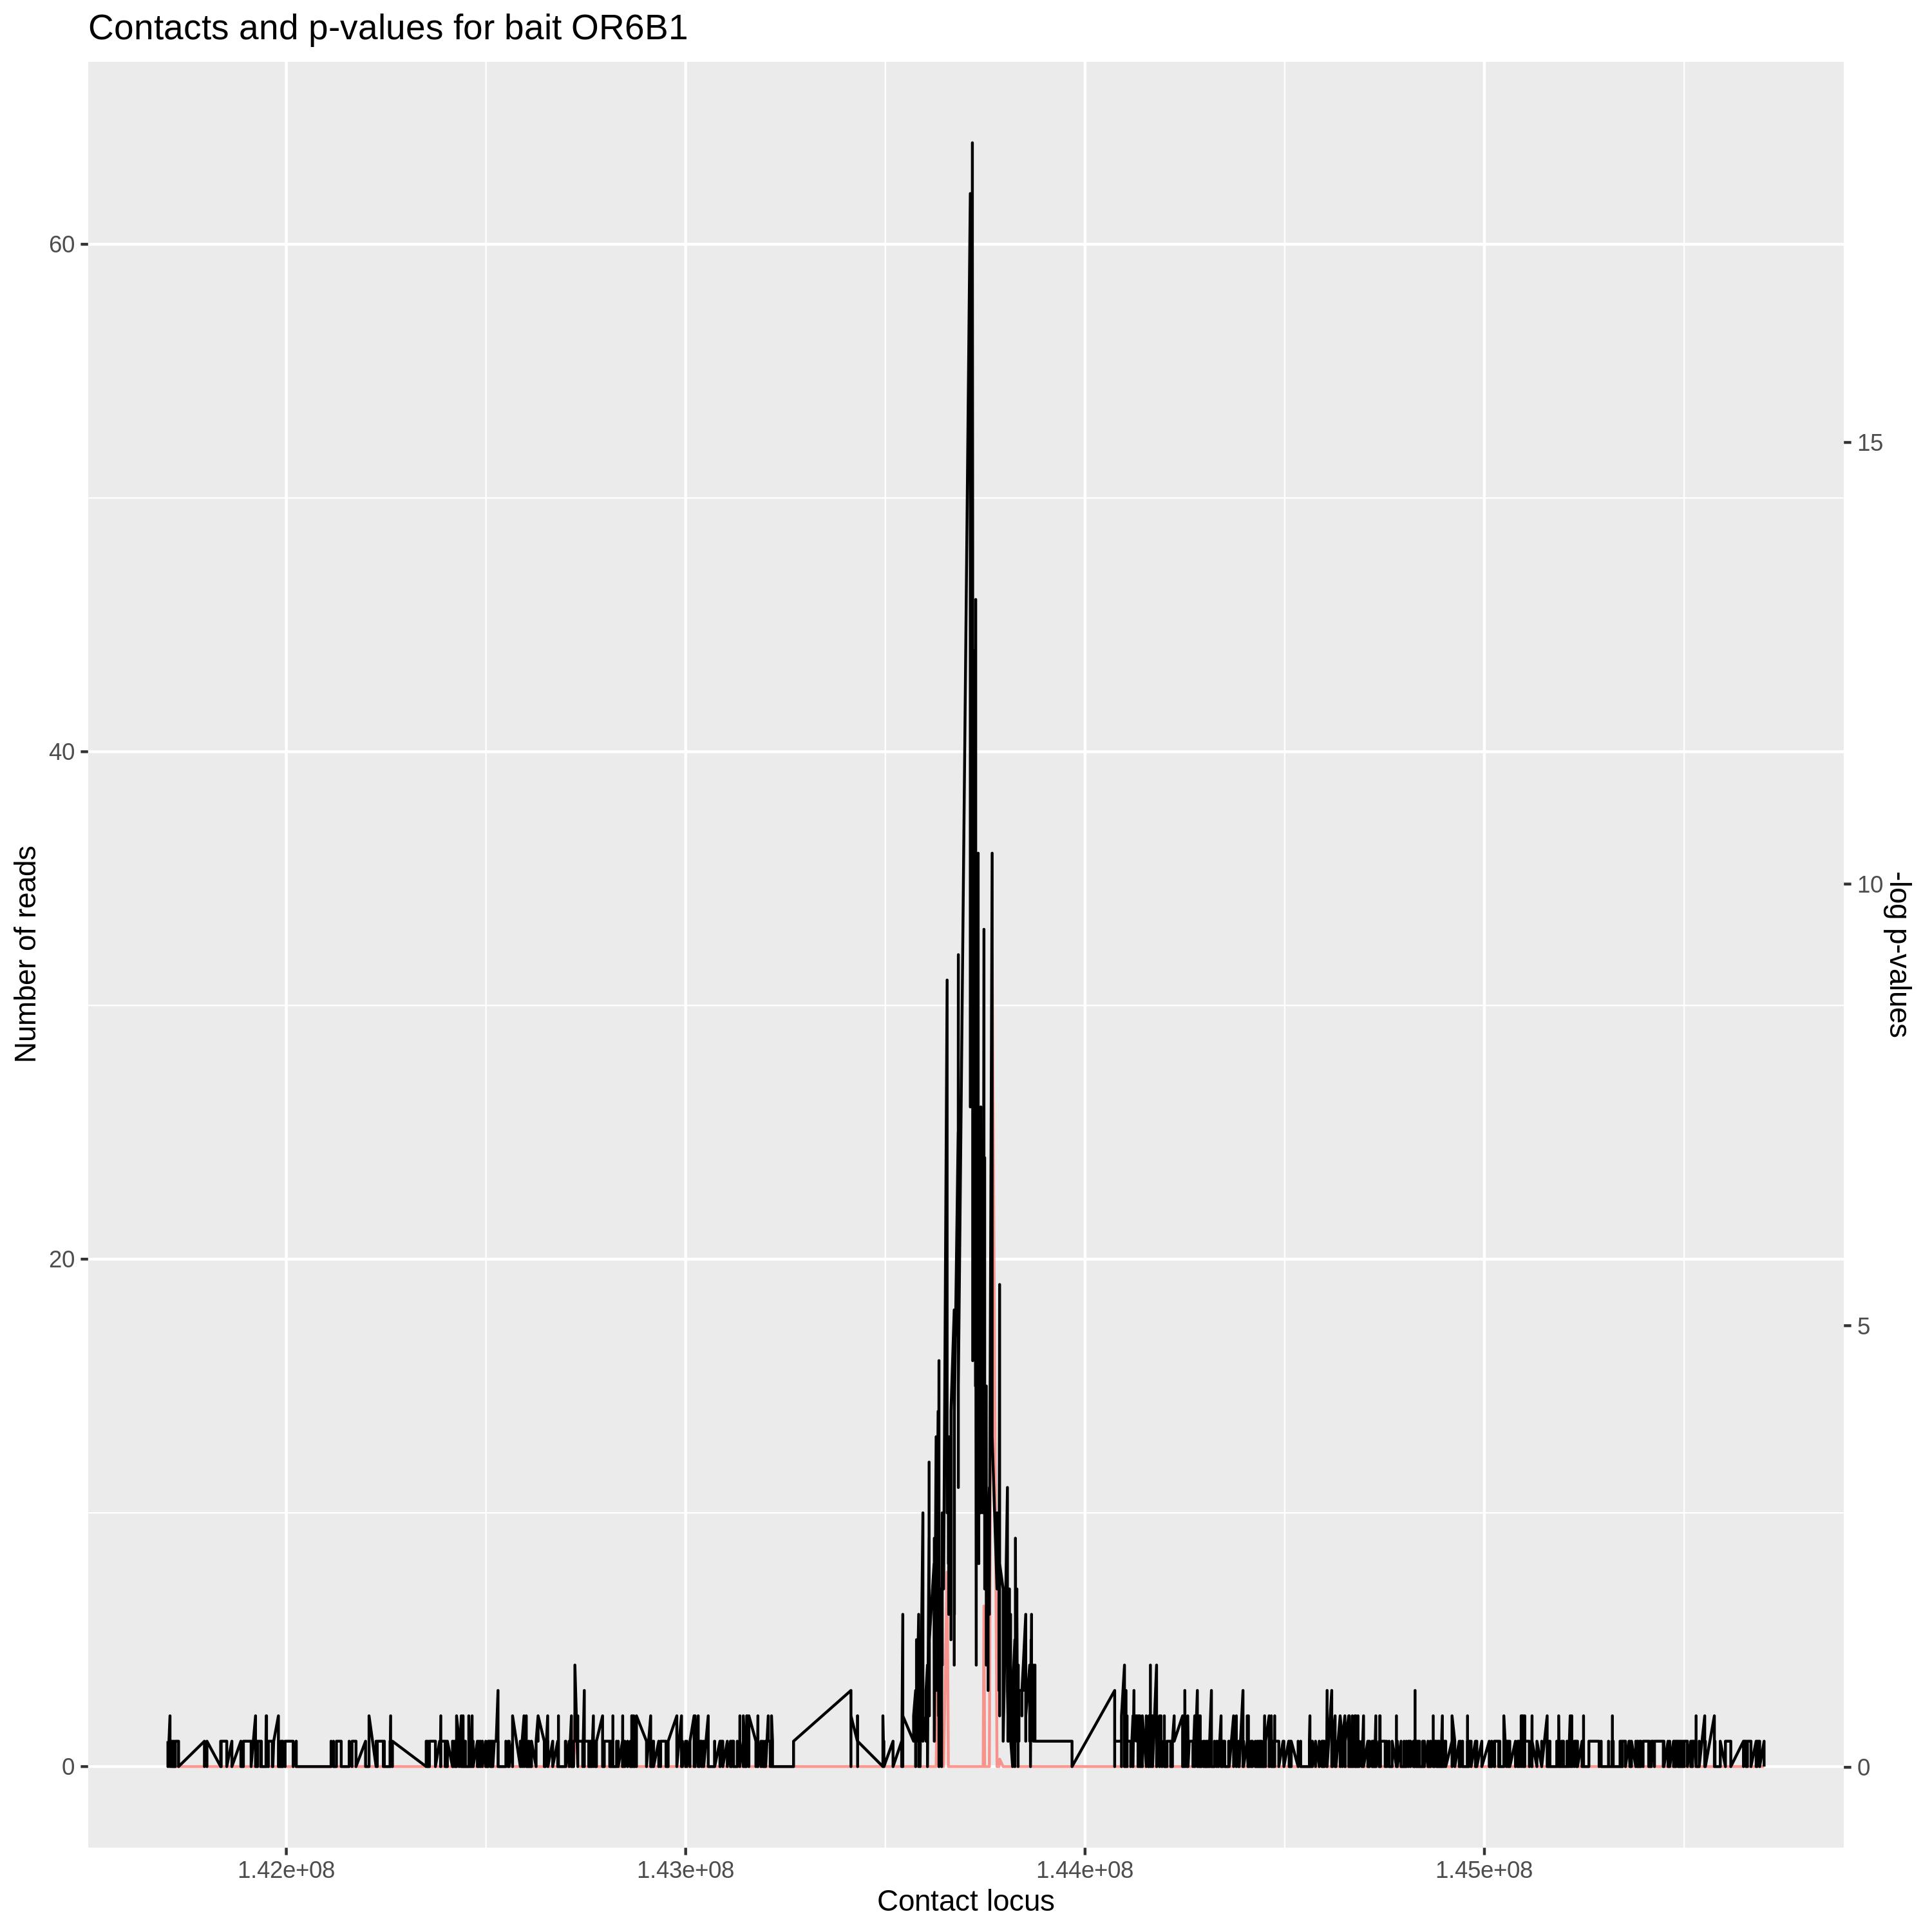 Contacts and p-values for bait OR6B1
60
40
20
0
15
10
5
0
Number of reads
-log p-values
1.42e+08
1.43e+08
1.44e+08
1.45e+08
Contact locus